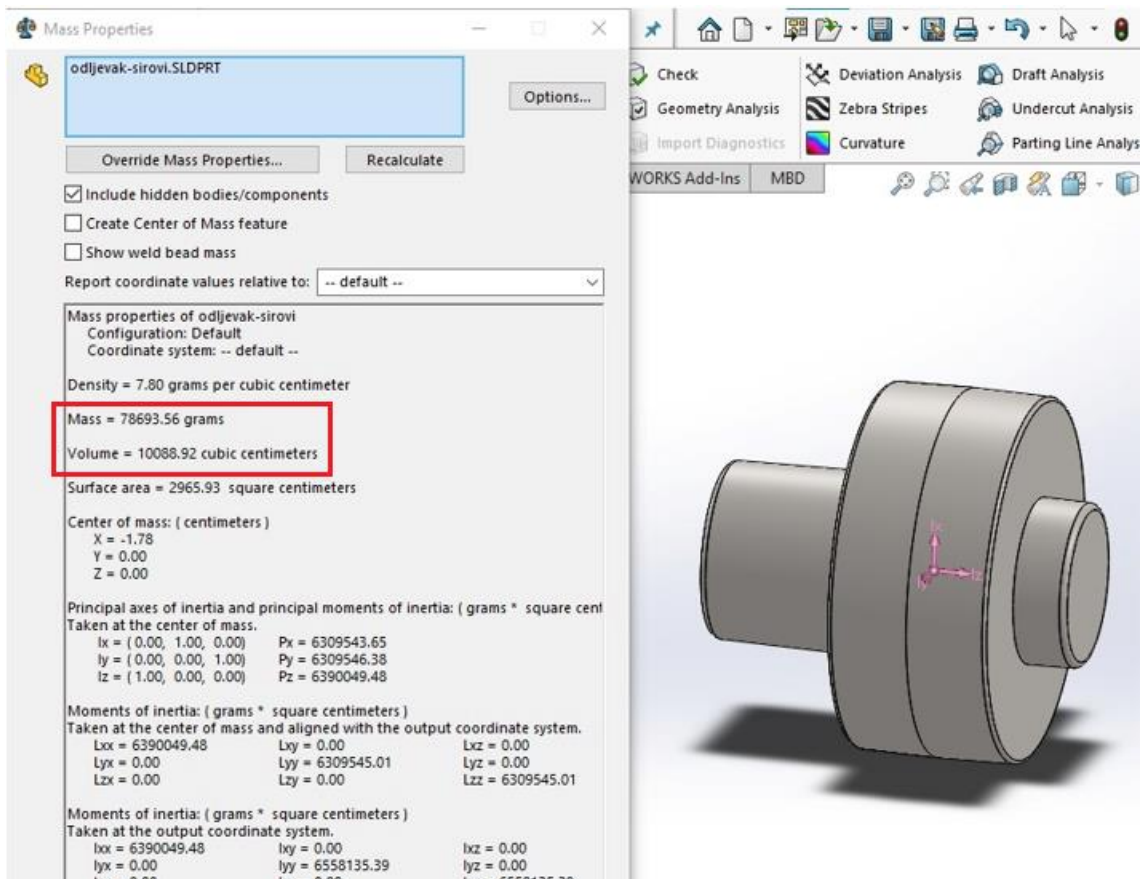 Mass Properties
odljevak-sirovi.SLDPRT
Options...
Override Mass Properties...
Recalculate
Include hidden bodies/components
Create Center of Mass feature
Show weld bead mass
Report coordinate values relative to: -- default --
Mass properties of odljevak-sirovi
Configuration: Default
Coordinate system: -- default --
Density = 7.80 grams per cubic centimeter
Mass = 78693.56 grams
Volume = 10088.92 cubic centimeters
Surface area = 2965.93 square centimeters
Center of mass: ( centimeters )
X = -1.78
Y = 0.00
Z = 0.00
Principal axes of inertia and principal moments of inertia: ( grams * square cent
Taken at the center of mass.
Ix = ( 0.00, 1.00, 0.00) Px = 6309543.65
Iy = ( 0.00, 0.00, 1.00) Py = 6309546.38
Iz = ( 1.00, 0.00, 0.00) Pz = 6390049.48
Moments of inertia: ( grams * square centimeters )
Taken at the center of mass and aligned with the output coordinate system.
Lxx = 6390049.48 Lxy = 0.00 Lxz = 0.00
Lyx = 0.00 Lyy = 6309545.01 Lyz = 0.00
Lzx = 0.00 Lzy = 0.00 Lzz = 6309545.01
Moments of inertia: ( grams * square centimeters )
Taken at the output coordinate system.
Ixx = 6390049.48 Ixy = 0.00 Ixz = 0.00
Iyx = 0.00 Iyy = 6558135.39 Iyz = 0.00
Check
Deviation Analysis
Draft Analysis
Geometry Analysis
Zebra Stripes
Undercut Analysis
Import Diagnostics
Curvature
Parting Line Analys
WORKS Add-Ins
MBD
Ix
Iz